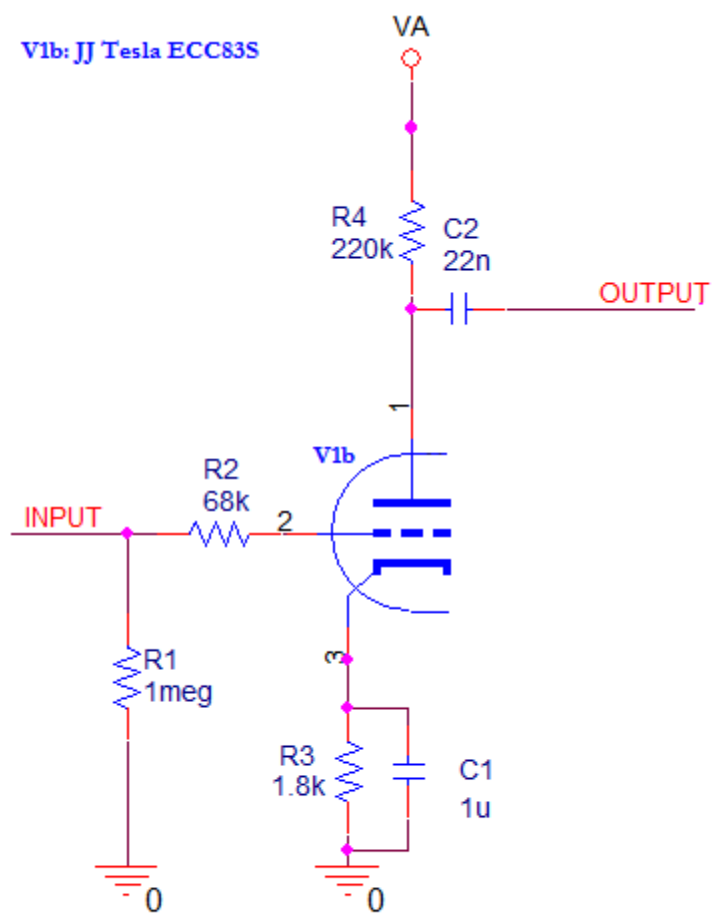 VA
V1b: JJ Tesla ECC83S
R4
220k
C2
22n
OUTPUT
1
V1b
R2
68k
INPUT
2
3
R1
1meg
R3
1.8k
C1
1u
0
0